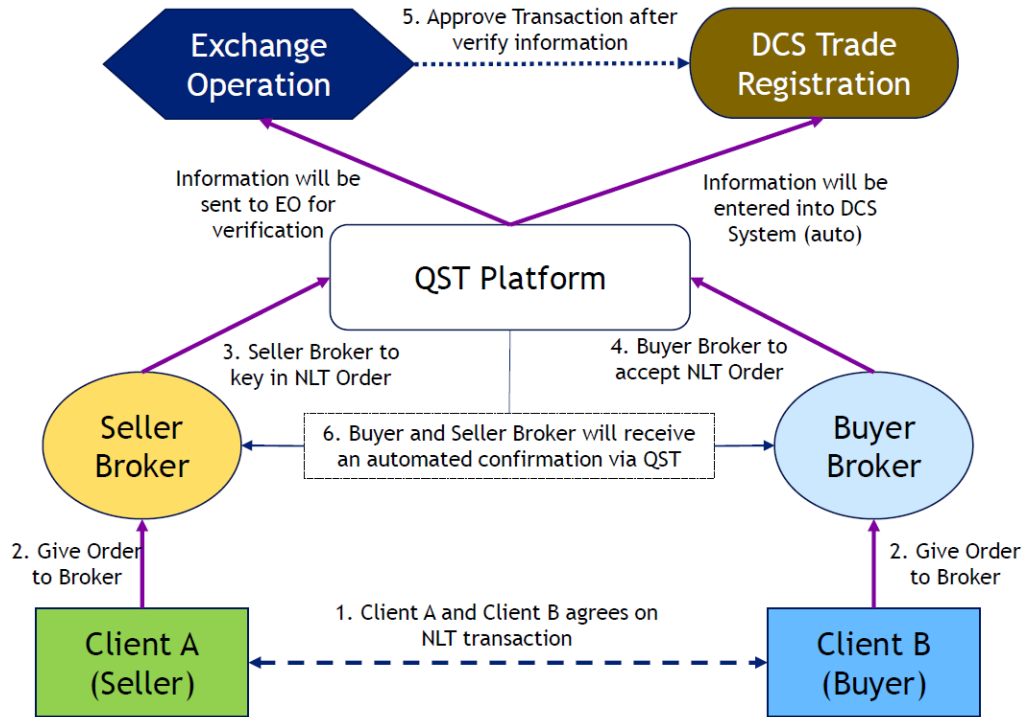 Exchange
Operation
5. Approve Transaction after
verify information
DCS Trade
Registration
Information will be
sent to EO for
verification
Information will be
entered into DCS
System (auto)
QST Platform
3. Seller Broker to
key in NLT Order
4. Buyer Broker to
accept NLT Order
Seller
Broker
6. Buyer and Seller Broker will receive
an automated confirmation via QST
Buyer
Broker
2. Give Order
to Broker
2. Give Order
to Broker
1. Client A and Client B agrees on
NLT transaction
Client A
(Seller)
Client B
(Buyer)